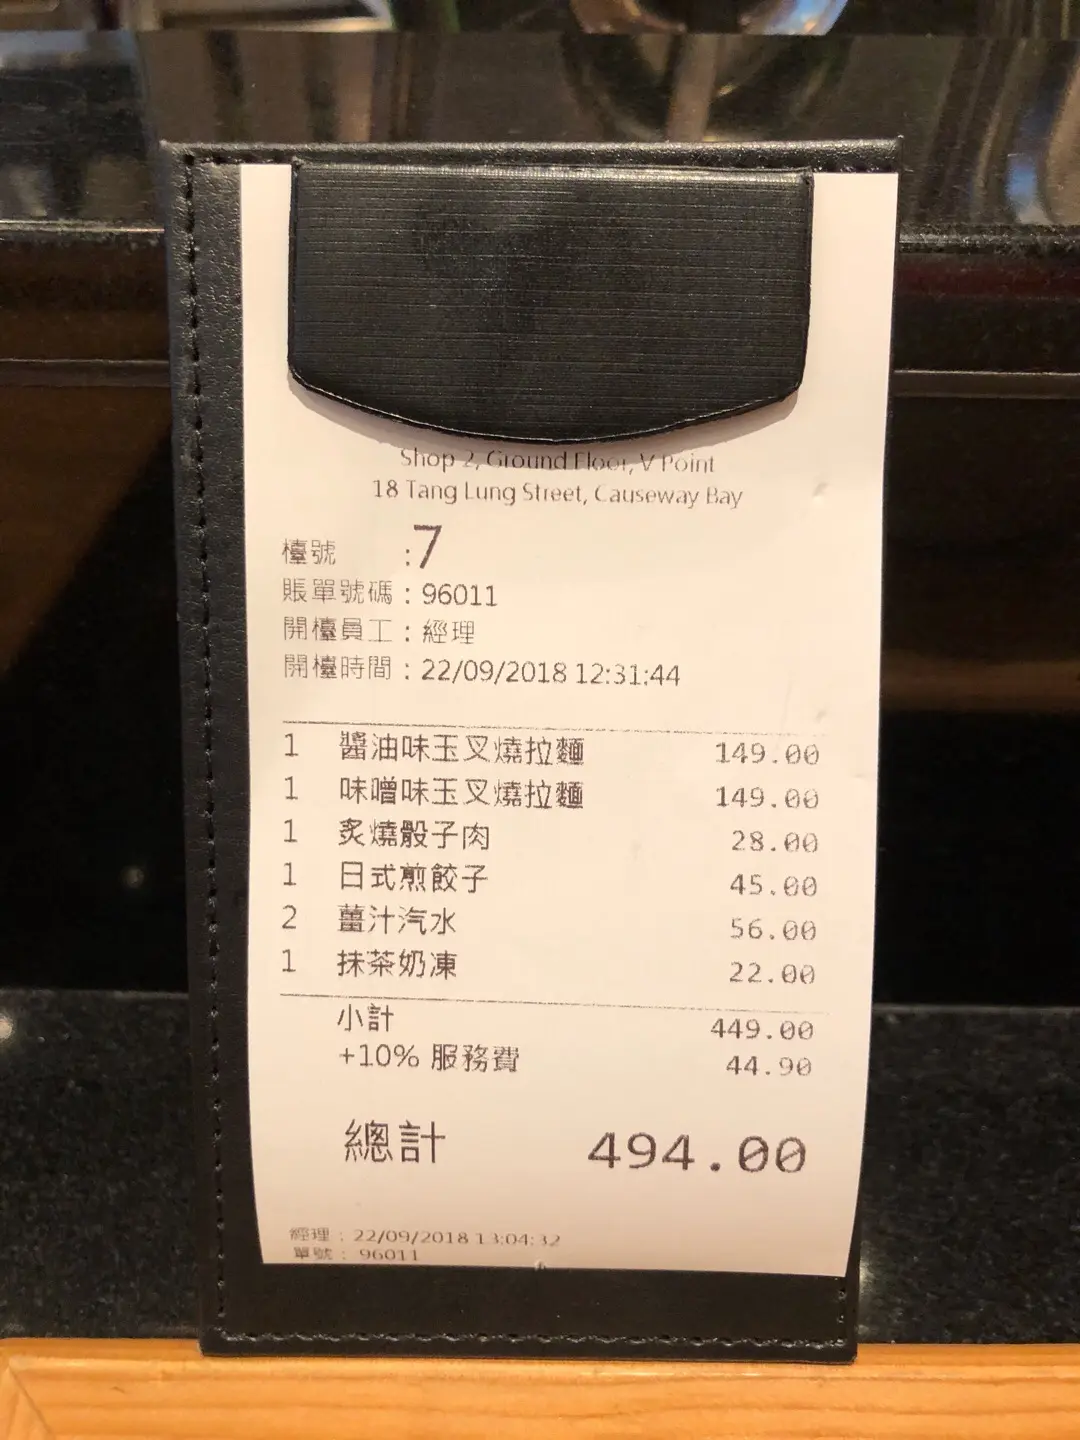 Shop 2, Ground Floor, V Point
18 Tang Lung Street, Causeway Bay
檯號 :7
賬單號碼 : 96011
開檯員工 : 經理
開檯時間 : 22/09/2018 12:31:44
1 醬油味玉叉燒拉麵 149.00
1 味噌味玉叉燒拉麵 149.00
1 炙燒骰子肉 28.00
1 日式煎餃子 45.00
2 薑汁汽水 56.00
1 抹茶奶凍 22.00
小計 449.00
+10% 服務費 44.90
總計 494.00
經理 : 22/09/2018 13:04:32
單號 : 96011